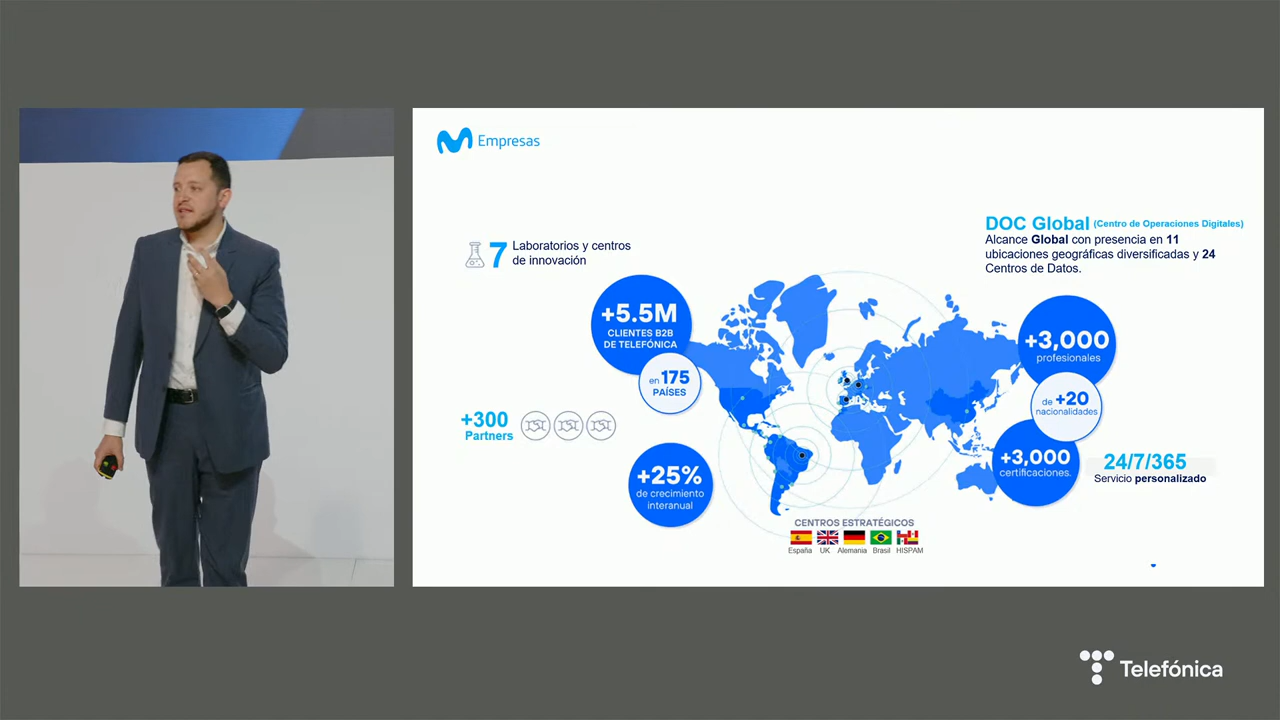 Empresas
7
Laboratorios y centros
de innovación
DOC Global (Centro de Operaciones Digitales)
Alcance Global con presencia en 11
ubicaciones geográficas diversificadas y 24
Centros de Datos.
+5.5M
CLIENTES B2B
DE TELEFÓNICA
en 175
PAÍSES
+3,000
profesionales
de +20
nacionalidades
+3,000
certificaciones.
+300
Partners
+25%
de crecimiento
interanual
24/7/365
Servicio personalizado
CENTROS ESTRATÉGICOS
España UK Alemania Brasil HISPAM
Telefónica